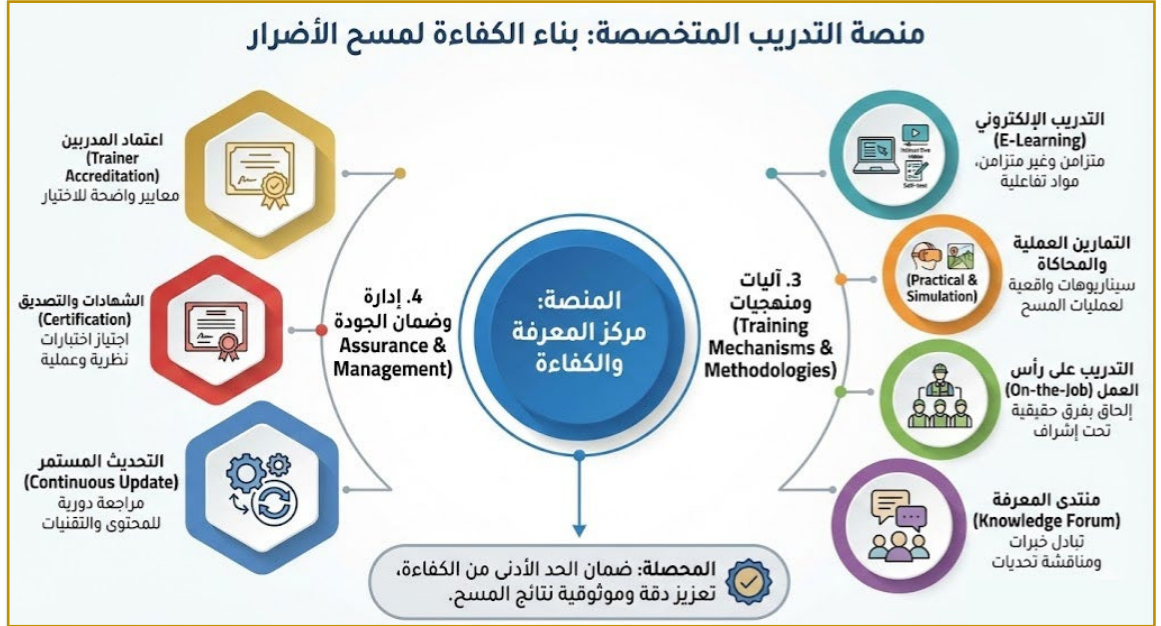 منصة التدريب المتخصصة: بناء الكفاءة لمسح الأضرار
التدريب الإلكتروني
(E-Learning)
متزامن وغير متزامن،
مواد تفاعلية
Self-test
التمارين العملية
والمحاكاة
(Practical &
Simulation)
سيناريوهات واقعية
لعمليات المسح
التدريب على رأس
العمل (On-the-Job)
إلحاق بفرق حقيقية
تحت إشراف
منتدى المعرفة
(Knowledge Forum)
تبادل خبرات
ومناقشة تحديات
3. آليات
ومنهجيات
(Training
Mechanisms &
Methodologies)
المنصة:
مركز المعرفة
والكفاءة
4. إدارة
وضمان الجودة
Assurance &
Management)
اعتماد المدربين
(Trainer
Accreditation)
معايير واضحة للاختيار
الشهادات والتصديق
(Certification)
اجتياز اختبارات
نظرية وعملية
التحديث المستمر
(Continuous Update)
مراجعة دورية
للمحتوى والتقنيات
المحصلة: ضمان الحد الأدنى من الكفاءة،
تعزيز دقة وموثوقية نتائج المسح.